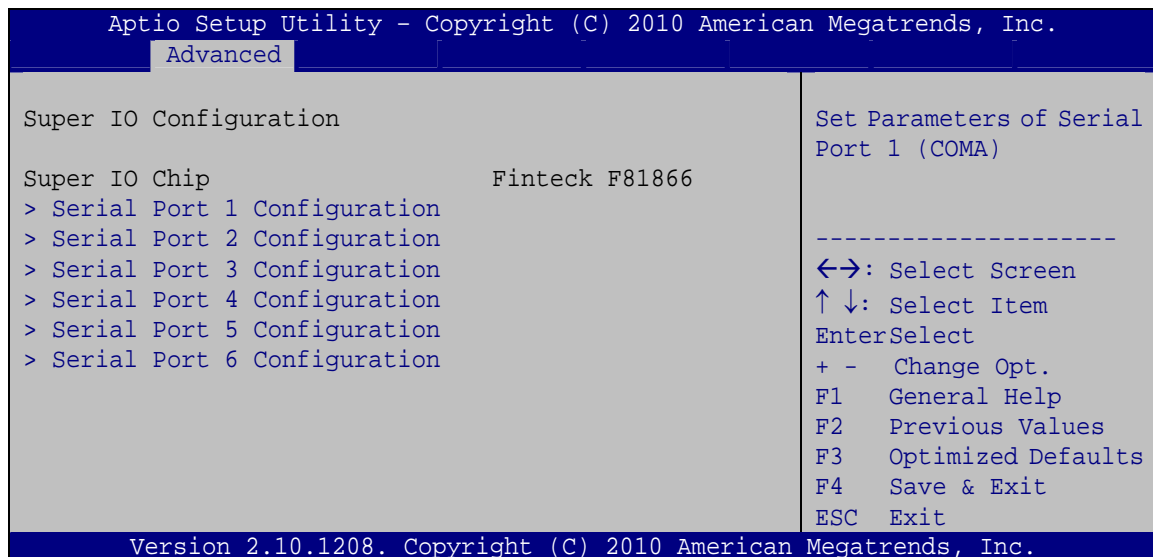 Aptio Setup Utility – Copyright (C) 2010 American Megatrends, Inc.
Advanced
Super IO Configuration
Super IO Chip Finteck F81866
> Serial Port 1 Configuration
> Serial Port 2 Configuration
> Serial Port 3 Configuration
> Serial Port 4 Configuration
> Serial Port 5 Configuration
> Serial Port 6 Configuration
Set Parameters of Serial
Port 1 (COMA)
---------------------
←→: Select Screen
↑ ↓: Select Item
EnterSelect
+ - Change Opt.
F1 General Help
F2 Previous Values
F3 Optimized Defaults
F4 Save & Exit
ESC Exit
Version 2.10.1208. Copyright (C) 2010 American Megatrends, Inc.